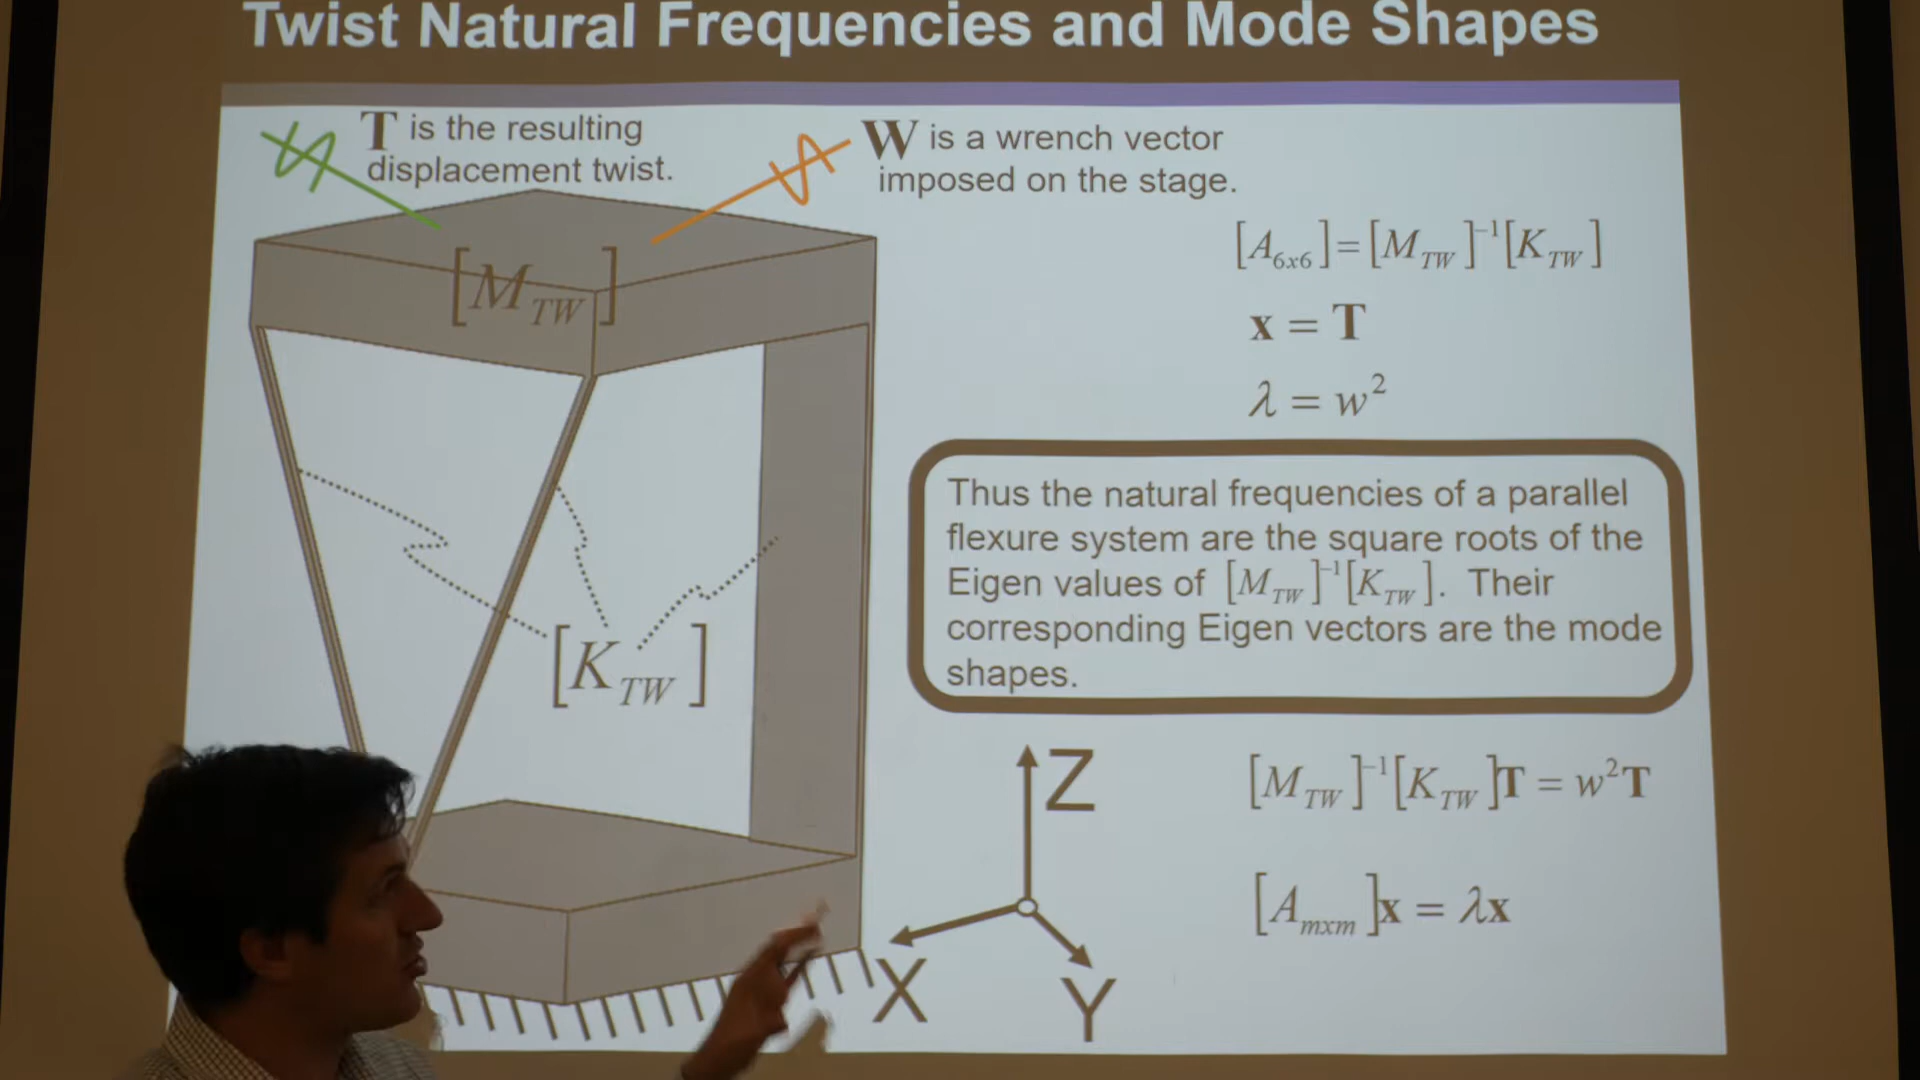 Twist Natural Frequencies and Mode Shapes
T is the resulting
displacement twist.
W is a wrench vector
imposed on the stage.
[M_TW]
[K_TW]
[A_6x6] = [M_TW]^-1 [K_TW]
x = T
λ = w^2
Thus the natural frequencies of a parallel
flexure system are the square roots of the
Eigen values of [M_TW]^-1 [K_TW]. Their
corresponding Eigen vectors are the mode
shapes.
Z
X
Y
[M_TW]^-1 [K_TW]T = w^2T
[A_mxm]x = λx